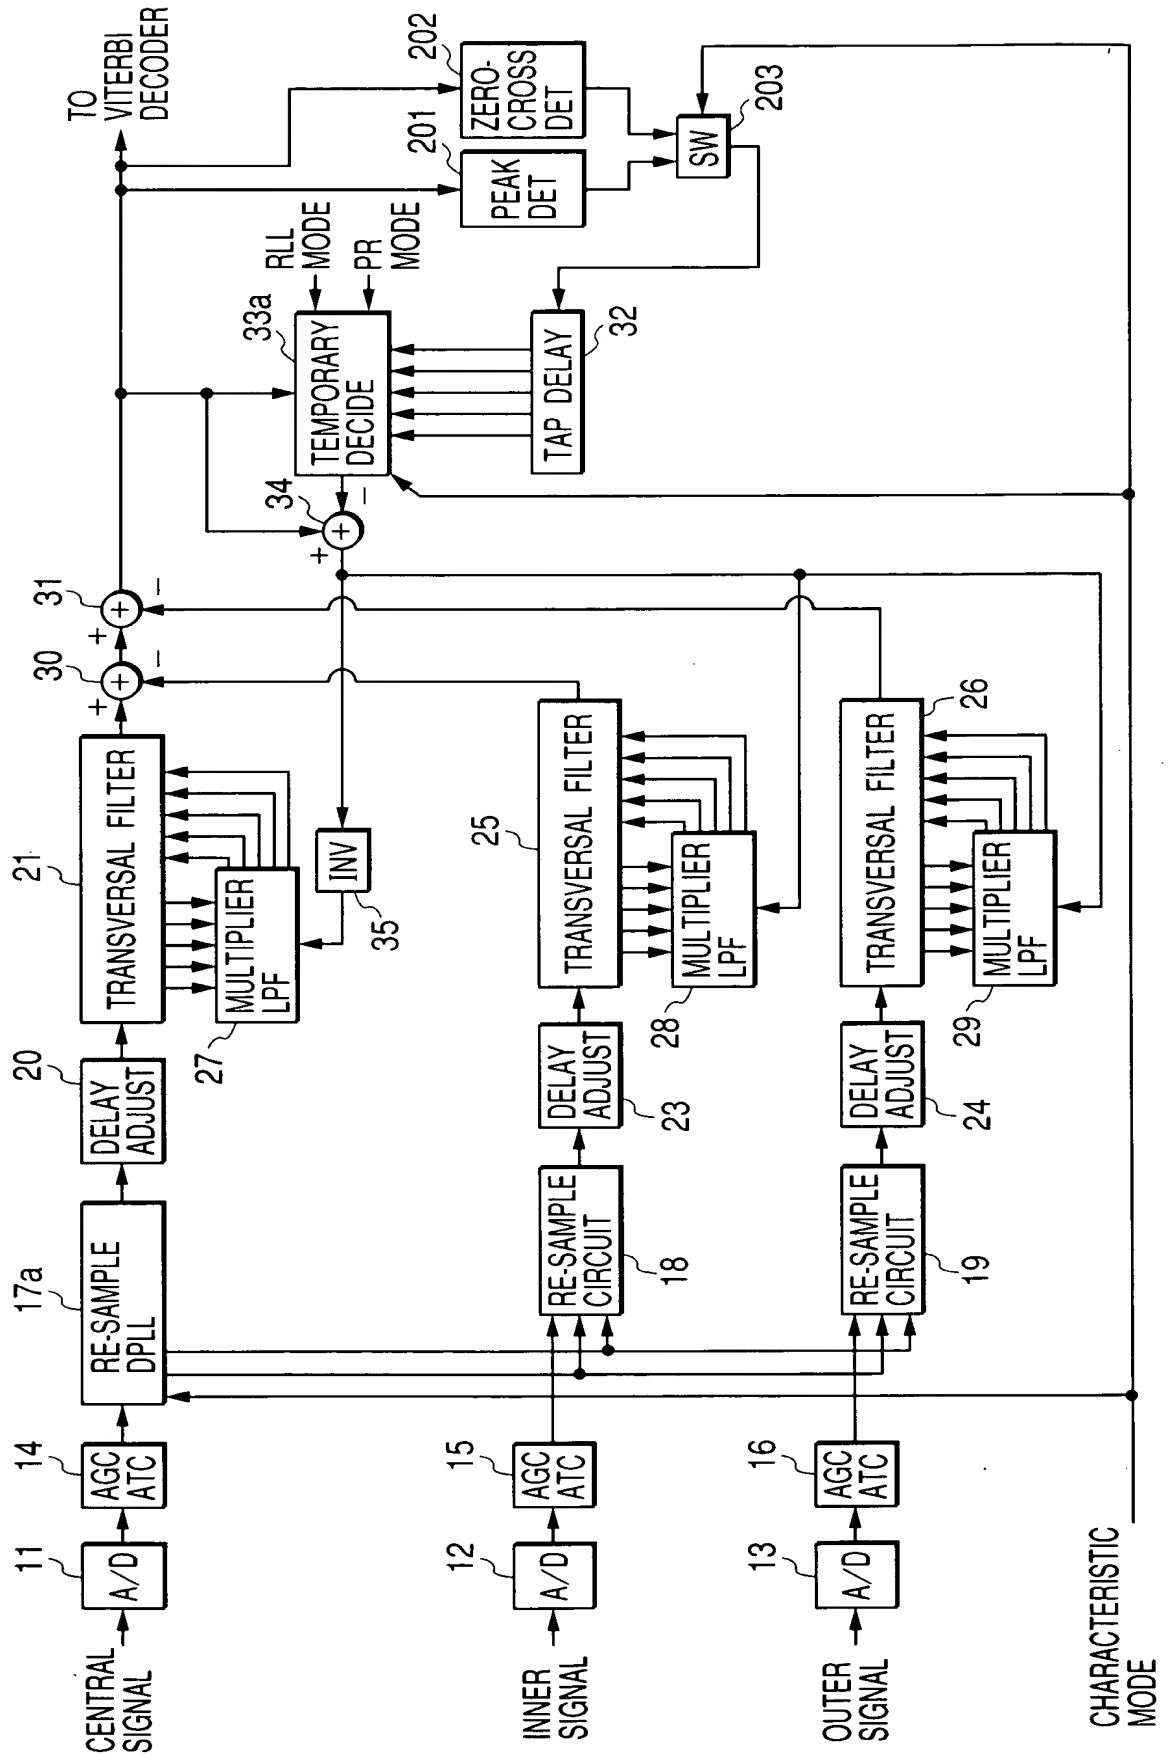 CENTRAL
SIGNAL
11
A/D
14
AGC
ATC
17a
RE-SAMPLE
DPLL
20
DELAY
ADJUST
21
TRANSVERSAL FILTER
27
MULTIPLIER
LPF
35
INV
30
+
+
-
31
+
+
-
TO
VITERBI
DECODER
34
+
+
-
33a
TEMPORARY
DECIDE
RLL
MODE
PR
MODE
201
PEAK
DET
202
ZERO-
CROSS
DET
203
SW
32
TAP DELAY
INNER
SIGNAL
12
A/D
15
AGC
ATC
RE-SAMPLE
CIRCUIT
18
DELAY
ADJUST
23
25
TRANSVERSAL FILTER
28
MULTIPLIER
LPF
OUTER
SIGNAL
13
A/D
16
AGC
ATC
RE-SAMPLE
CIRCUIT
19
DELAY
ADJUST
24
TRANSVERSAL FILTER
26
29
MULTIPLIER
LPF
CHARACTERISTIC
MODE